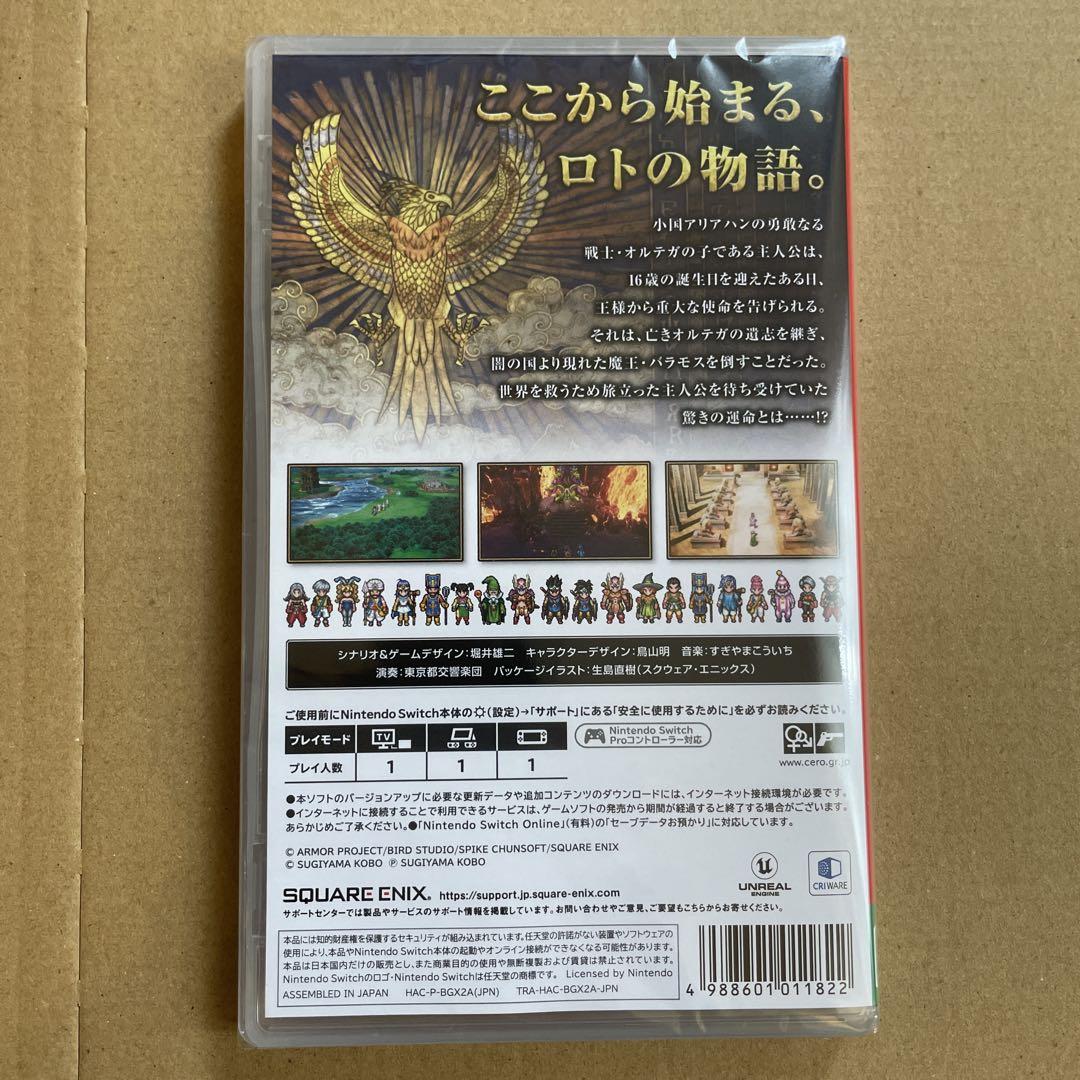 ここから始まる、
ロトの物語。
小国アリアハンの勇敢なる
戦士・オルテガの子である主人公は、
16歳の誕生日を迎えたある日、
王様から重大な使命を告げられる。
それは、亡きオルテガの遺志を継ぎ、
闇の国より現れた魔王・バラモスを倒すことだった。
世界を救うため旅立った主人公を待ち受けていた
驚きの運命とは……!?
シナリオ&ゲームデザイン:堀井雄二 キャラクターデザイン:鳥山明 音楽:すぎやまこういち
演奏:東京都交響楽団 パッケージイラスト:生島直樹(スクウェア・エニックス)
ご使用前にNintendo Switch本体の(設定)→「サポート」にある「安全に使用するために」を必ずお読みください。
プレイモード TV
Nintendo Switch
Proコントローラー対応
プレイ人数 1 1 1
www.cero.gr.jp
●本ソフトのバージョンアップに必要な更新データや追加コンテンツのダウンロードには、インターネット接続環境が必要です。
●インターネットに接続することで利用できるサービスは、ゲームソフトの発売から期間が経過すると終了する場合がございます。
あらかじめご了承ください。●「Nintendo Switch Online」(有料)の「セーブデータお預かり」に対応しています。
© ARMOR PROJECT/BIRD STUDIO/SPIKE CHUNSOFT/SQUARE ENIX
© SUGIYAMA KOBO ℗ SUGIYAMA KOBO
UNREAL
ENGINE
CRIWARE
SQUARE ENIX. https://support.jp.square-enix.com
サポートセンターでは製品やサービスのサポート情報を掲載しています。お問い合わせやご意見、ご要望もこちらからお寄せください。
本品には知的財産権を保護するセキュリティが組み込まれています。任天堂の許諾がない装置やソフトウェアの
使用により、本品やNintendo Switch本体の起動やオンライン接続ができなくなる可能性があります。
本品は日本国内だけの販売とし、また商業目的の使用や無断複製および賃貸は禁止されています。
Nintendo Switchのロゴ・Nintendo Switchは任天堂の商標です。 Licensed by Nintendo
ASSEMBLED IN JAPAN HAC-P-BGX2A(JPN) TRA-HAC-BGX2A-JPN
4 988601 011822